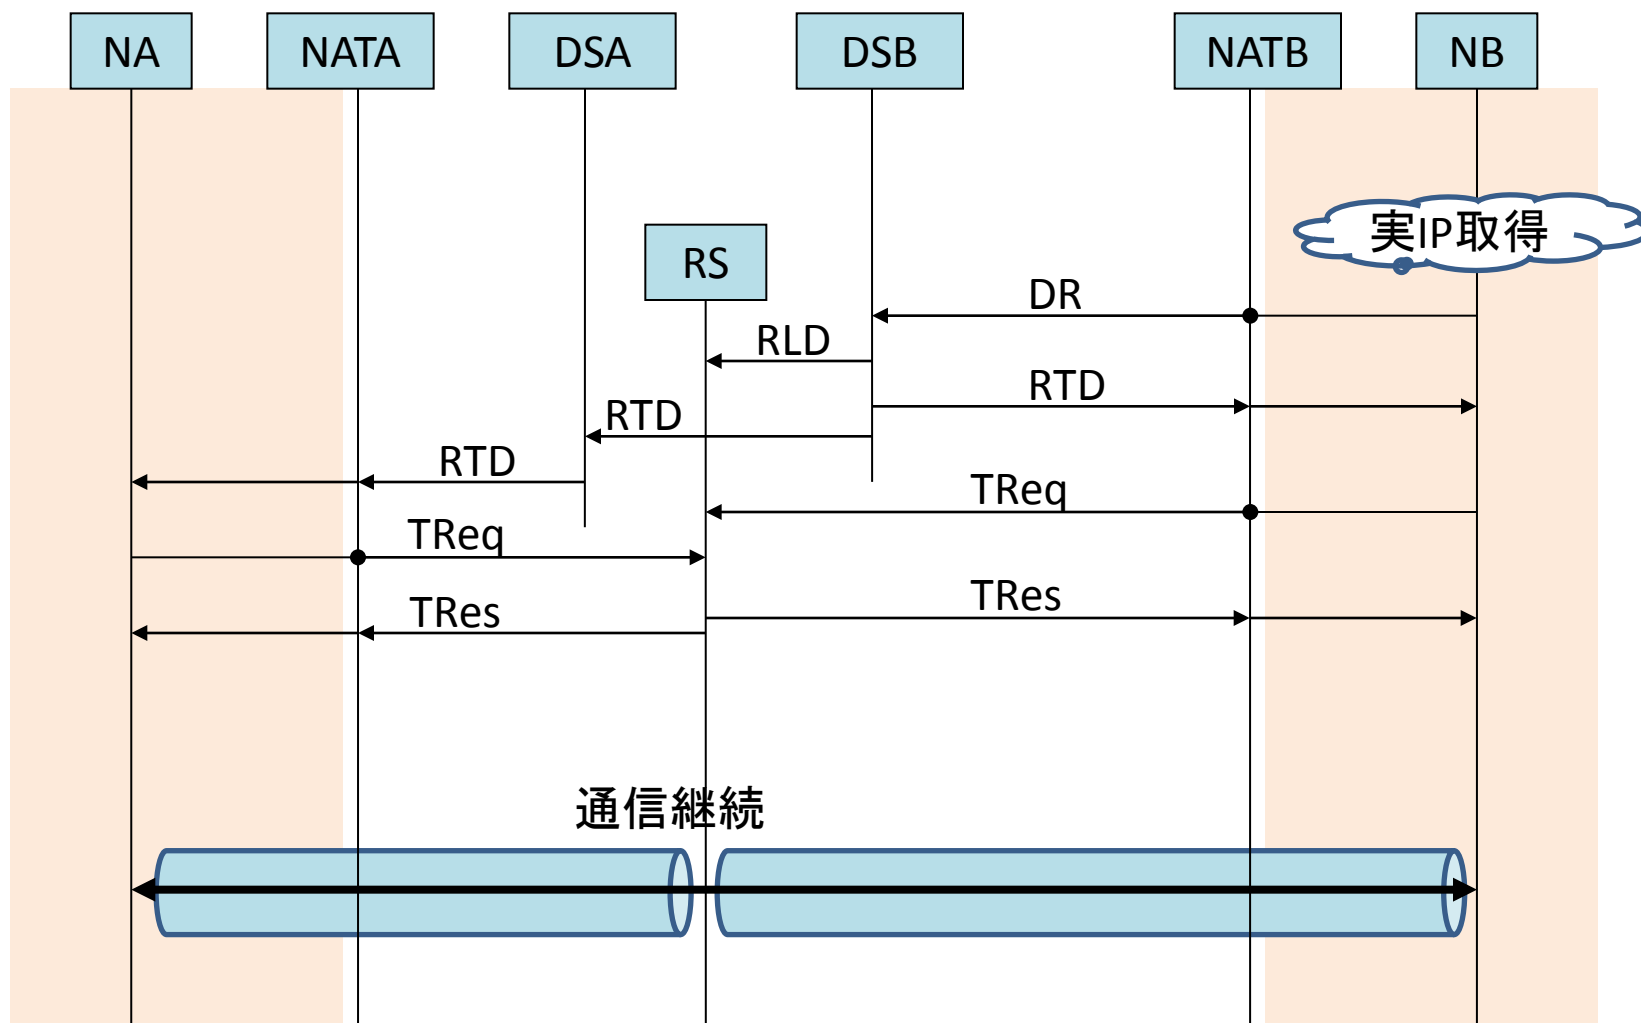 NA
NATA
DSA
DSB
NATB
NB
実IP取得
RS
DR
RLD
RTD
RTD
RTD
TReq
TReq
TRes
TRes
通信継続